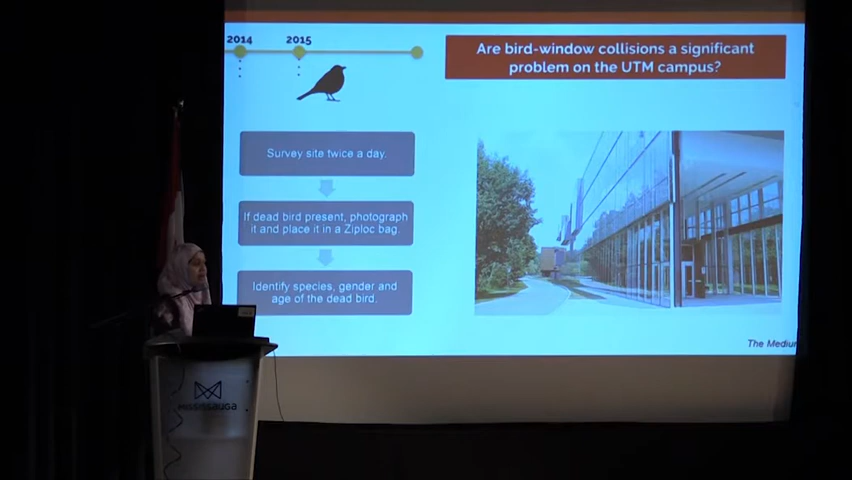 2014 2015
Are bird-window collisions a significant
problem on the UTM campus?
Survey site twice a day.
If dead bird present, photograph
it and place it in a Ziploc bag.
Identify species, gender and
age of the dead bird.
The Medium
MISSISSAUGA